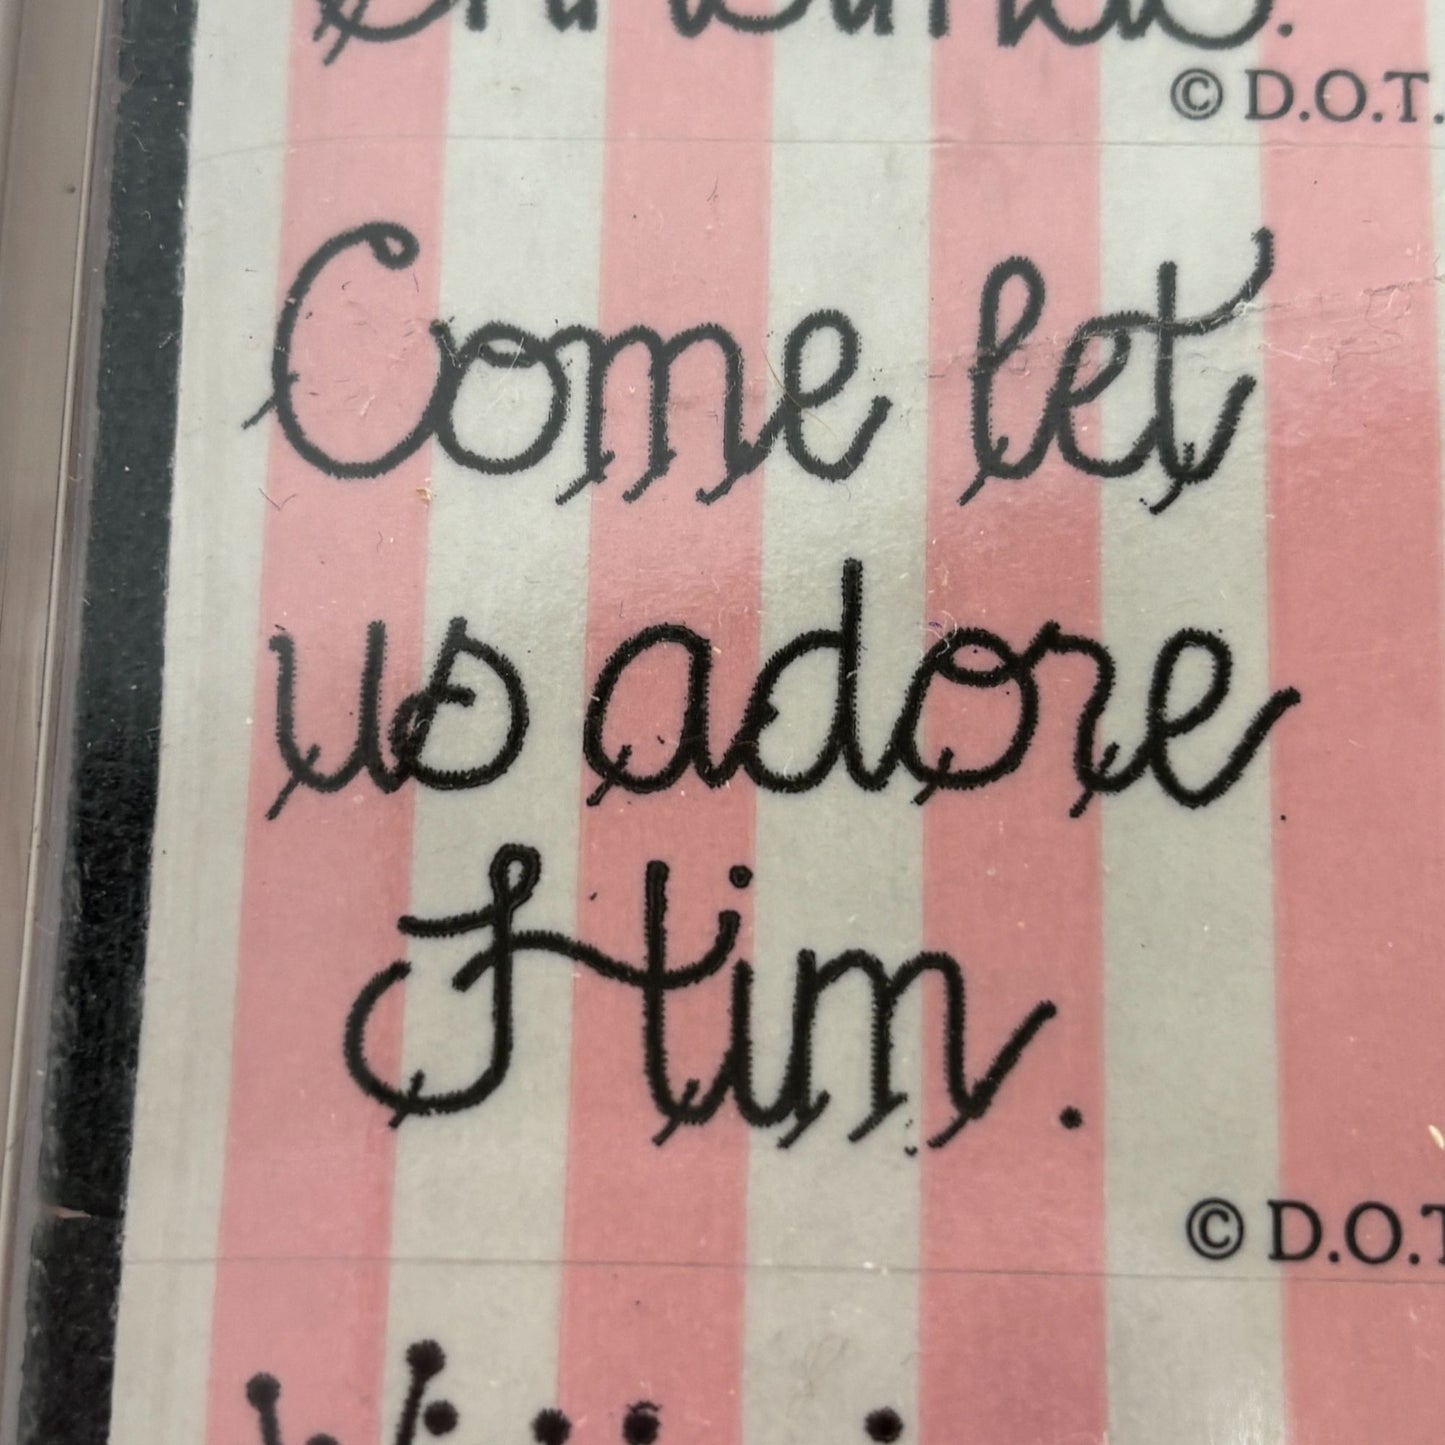 © D.O.T.
Come let
us adore
Him.
© D.O.T